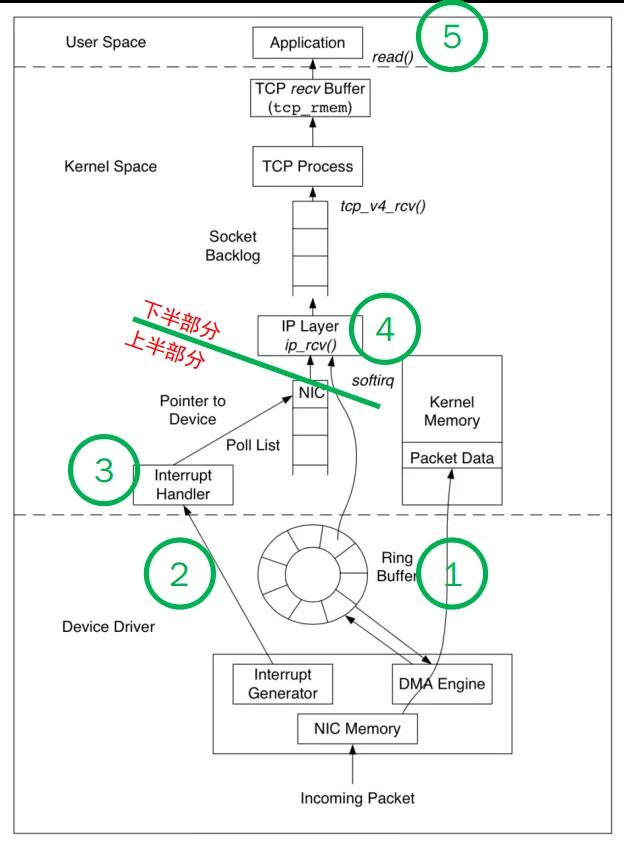 User Space
Application
5
read()
TCP recv Buffer
(tcp_rmem)
Kernel Space
TCP Process
tcp_v4_rcv()
Socket
Backlog
下半部分
上半部分
IP Layer
ip_rcv()
4
softirq
NIC
Pointer to
Device
Kernel
Memory
Poll List
Packet Data
3
Interrupt
Handler
2
Ring
Buffer
1
Device Driver
Interrupt
Generator
DMA Engine
NIC Memory
Incoming Packet